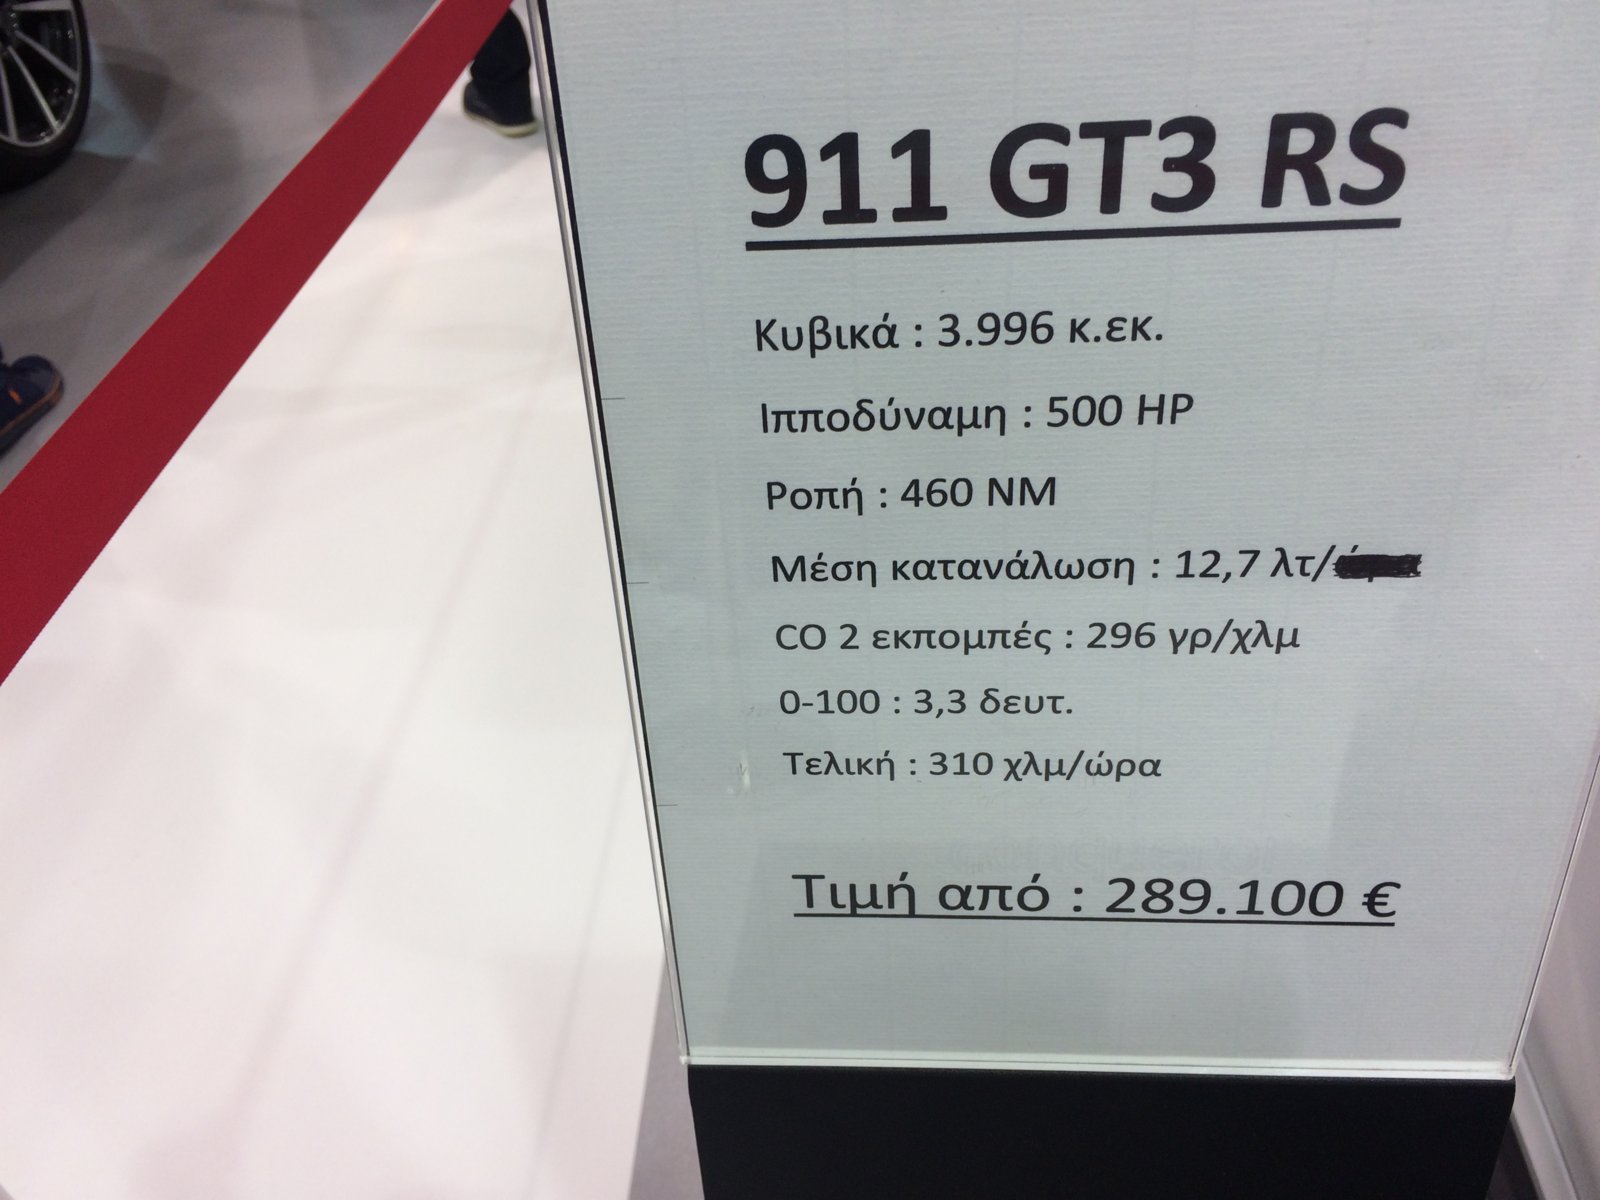 911 GT3 RS
Κυβικά : 3.996 κ.εκ.
Ιπποδύναμη : 500 HP
Ροπή : 460 NM
Μέση κατανάλωση : 12,7 λτ/
CO 2 εκπομπές : 296 γρ/χλμ
0-100 : 3,3 δευτ.
Τελική : 310 χλμ/ώρα
Τιμή από : 289.100 €